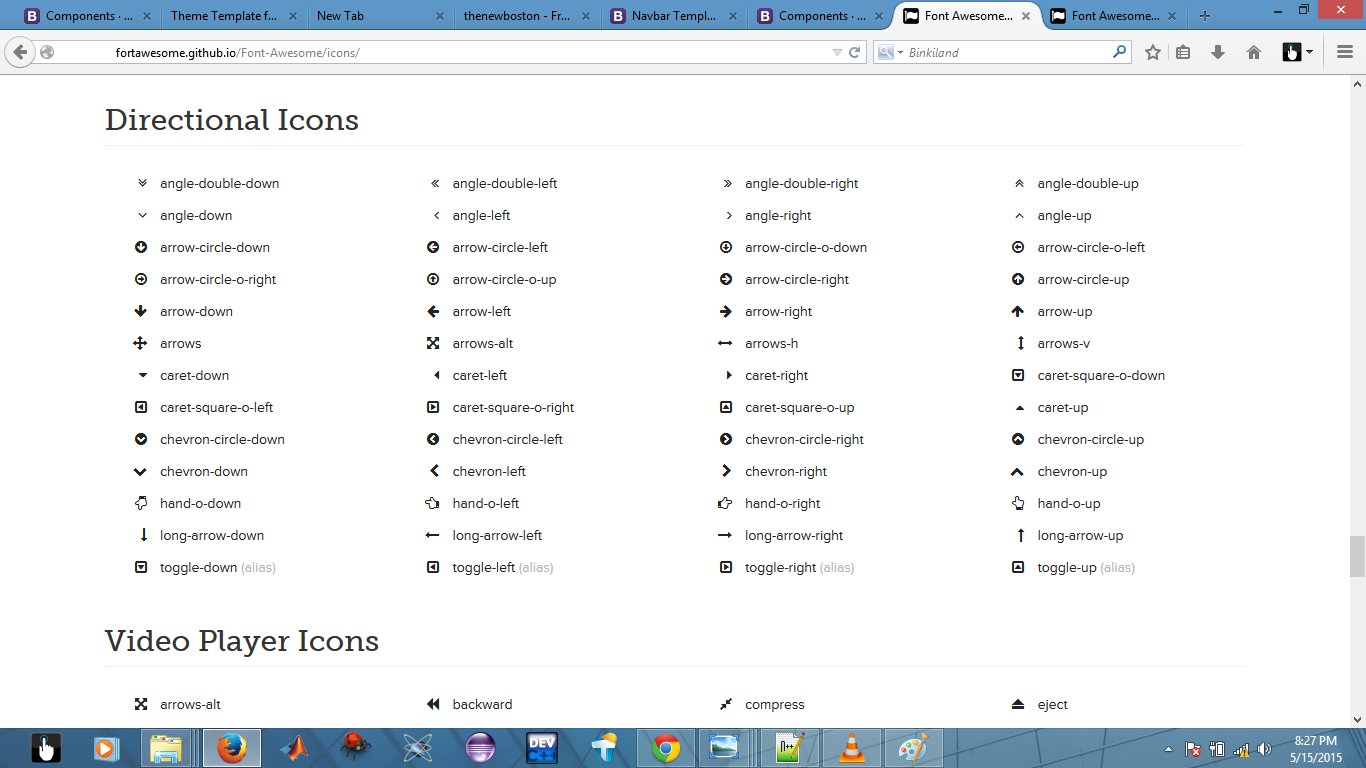 Components · ...
Theme Template f...
New Tab
thenewboston - Fr...
Navbar Templ...
Components · ...
Font Awesome...
Font Awesome...
fortawesome.github.io/Font-Awesome/icons/
Binkiland
Directional Icons
angle-double-down angle-double-left angle-double-right angle-double-up
angle-down angle-left angle-right angle-up
arrow-circle-down arrow-circle-left arrow-circle-o-down arrow-circle-o-left
arrow-circle-o-right arrow-circle-o-up arrow-circle-right arrow-circle-up
arrow-down arrow-left arrow-right arrow-up
arrows arrows-alt arrows-h arrows-v
caret-down caret-left caret-right caret-square-o-down
caret-square-o-left caret-square-o-right caret-square-o-up caret-up
chevron-circle-down chevron-circle-left chevron-circle-right chevron-circle-up
chevron-down chevron-left chevron-right chevron-up
hand-o-down hand-o-left hand-o-right hand-o-up
long-arrow-down long-arrow-left long-arrow-right long-arrow-up
toggle-down (alias) toggle-left (alias) toggle-right (alias) toggle-up (alias)
Video Player Icons
arrows-alt backward compress eject
DEV
C++
8:27 PM
5/15/2015